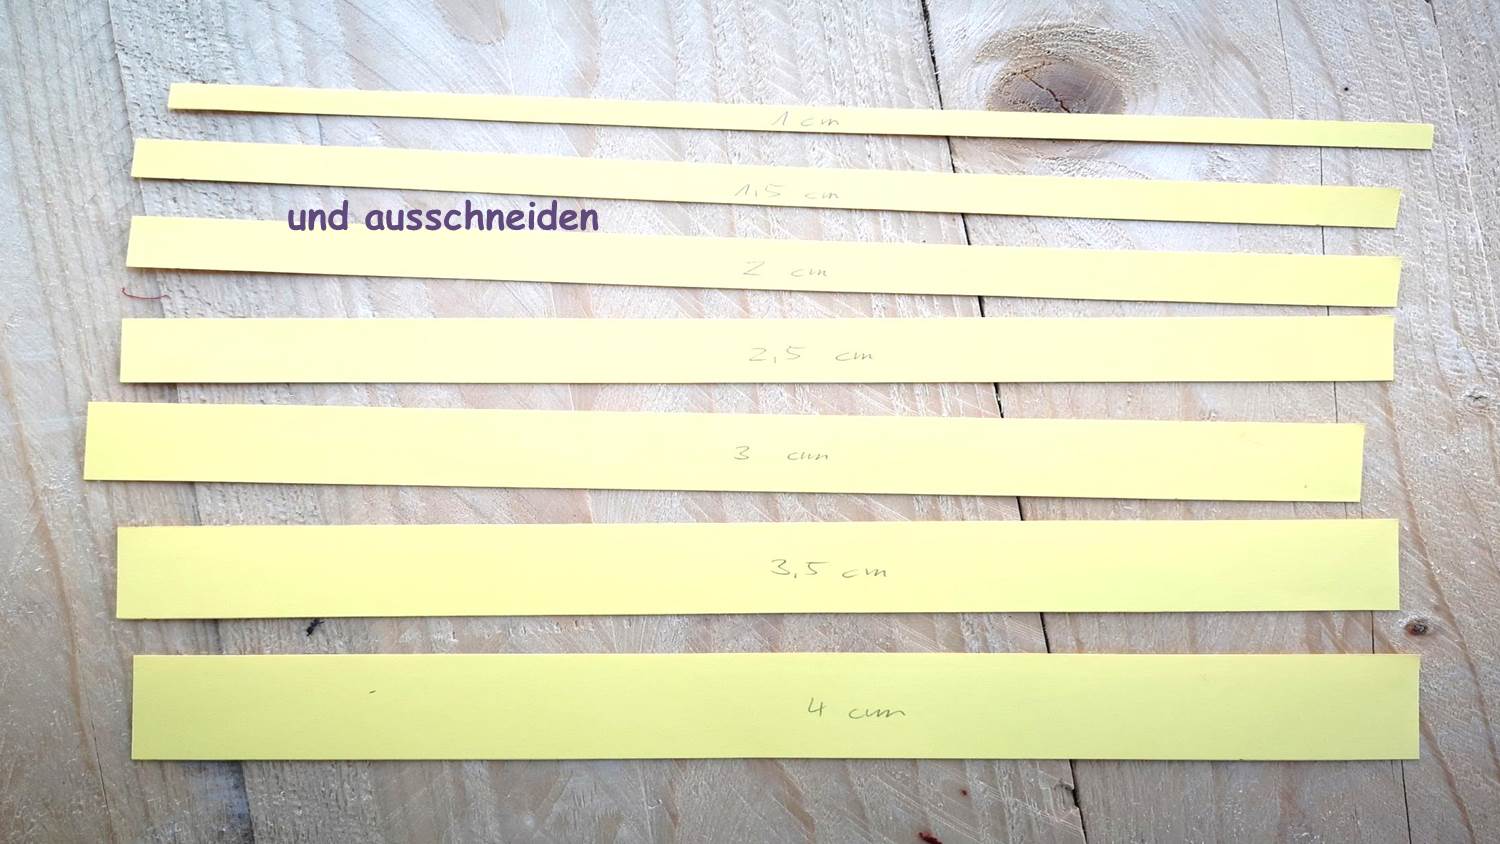 1 cm
1,5 cm
und ausschneiden
2 cm
2,5 cm
3 cm
3,5 cm
4 cm